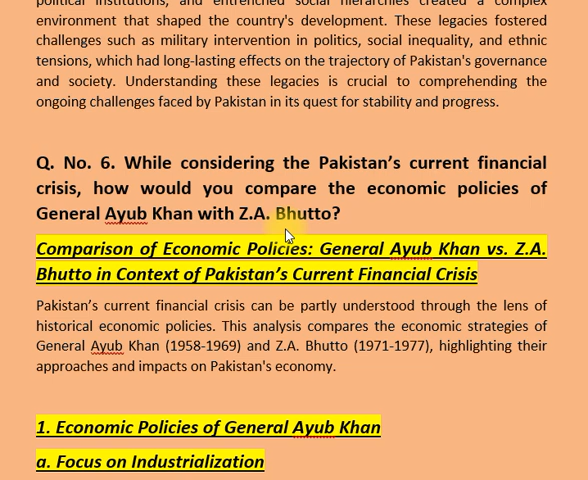 political institutions, and entrenched social hierarchies created a complex
environment that shaped the country's development. These legacies fostered
challenges such as military intervention in politics, social inequality, and ethnic
tensions, which had long-lasting effects on the trajectory of Pakistan's governance
and society. Understanding these legacies is crucial to comprehending the
ongoing challenges faced by Pakistan in its quest for stability and progress.
Q. No. 6. While considering the Pakistan’s current financial
crisis, how would you compare the economic policies of
General Ayub Khan with Z.A. Bhutto?
Comparison of Economic Policies: General Ayub Khan vs. Z.A.
Bhutto in Context of Pakistan’s Current Financial Crisis
Pakistan’s current financial crisis can be partly understood through the lens of
historical economic policies. This analysis compares the economic strategies of
General Ayub Khan (1958-1969) and Z.A. Bhutto (1971-1977), highlighting their
approaches and impacts on Pakistan's economy.
1. Economic Policies of General Ayub Khan
a. Focus on Industrialization